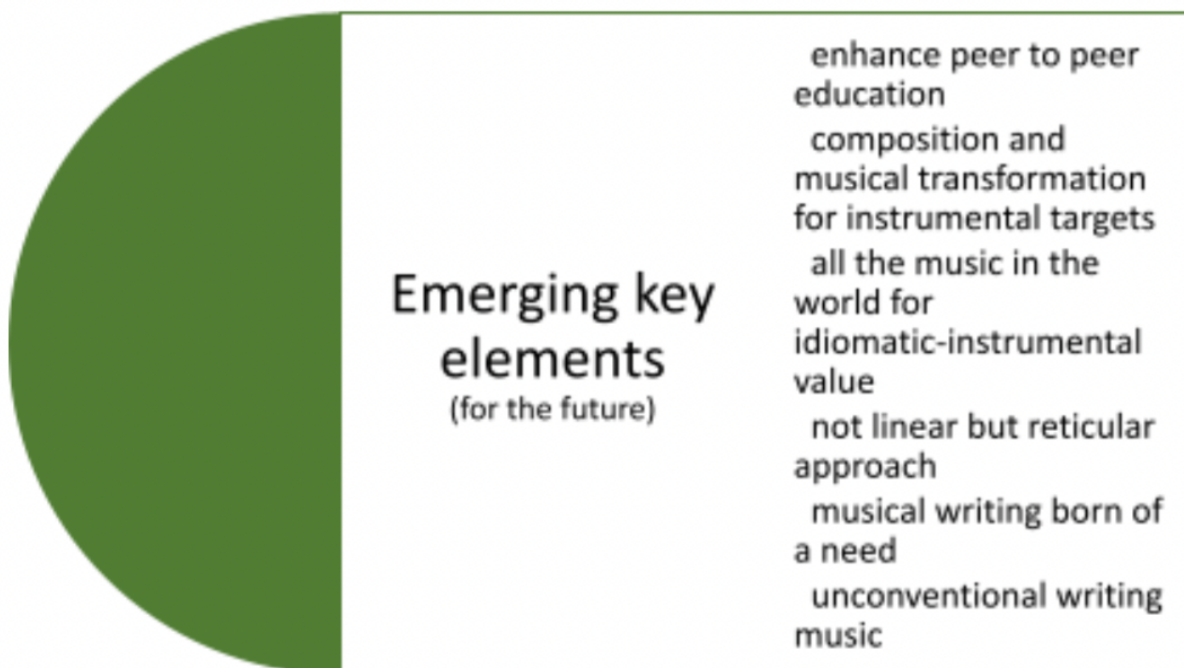 Emerging key
elements
(for the future)
enhance peer to peer
education
composition and
musical transformation
for instrumental targets
all the music in the
world for
idiomatic-instrumental
value
not linear but reticular
approach
musical writing born of
a need
unconventional writing
music